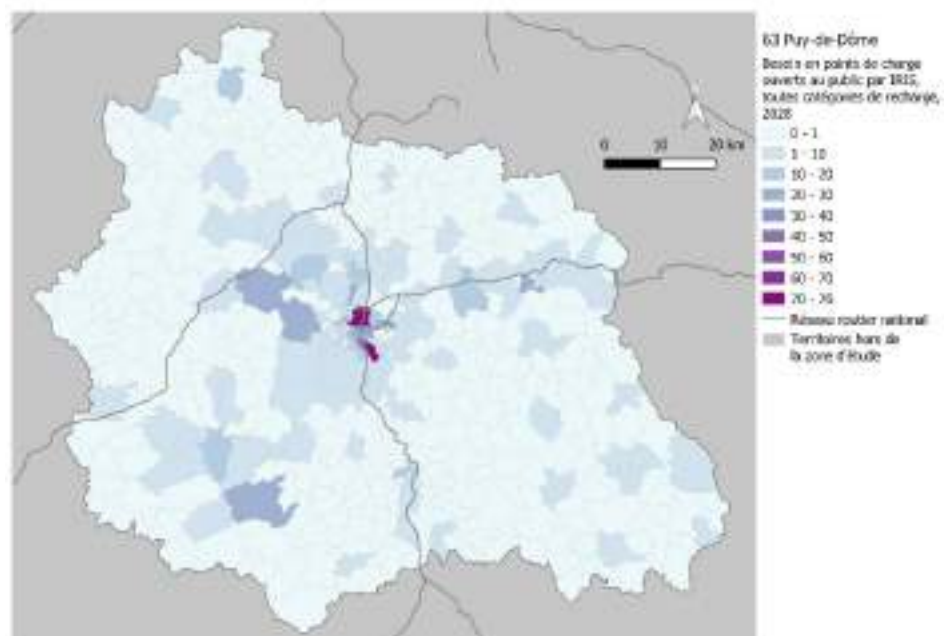 63 Puy-de-Dôme
Besoin en points de charge
ouverts au public par IRIS,
toutes catégories de recharge,
2028
0 - 1
1 - 10
10 - 20
20 - 30
30 - 40
40 - 50
50 - 60
60 - 70
70 - 76
Réseau routier national
Territoires hors de
la zone d'étude
0 10 20 km